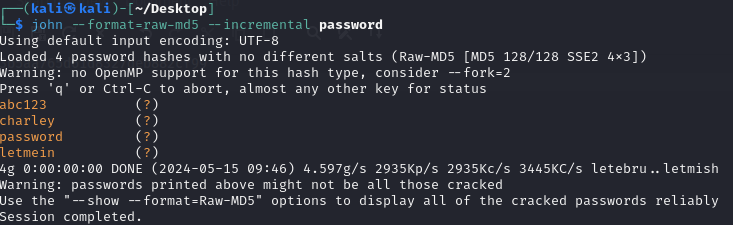 ┌──(kali㉿kali)-[~/Desktop]
└─$ john --format=raw-md5 --incremental password
Using default input encoding: UTF-8
Loaded 4 password hashes with no different salts (Raw-MD5 [MD5 128/128 SSE2 4×3])
Warning: no OpenMP support for this hash type, consider --fork=2
Press 'q' or Ctrl-C to abort, almost any other key for status
abc123           (?)
charley          (?)
password         (?)
letmein          (?)
4g 0:00:00:00 DONE (2024-05-15 09:46) 4.597g/s 2935Kp/s 2935Kc/s 3445KC/s letebru..letmish
Warning: passwords printed above might not be all those cracked
Use the "--show --format=Raw-MD5" options to display all of the cracked passwords reliably
Session completed.